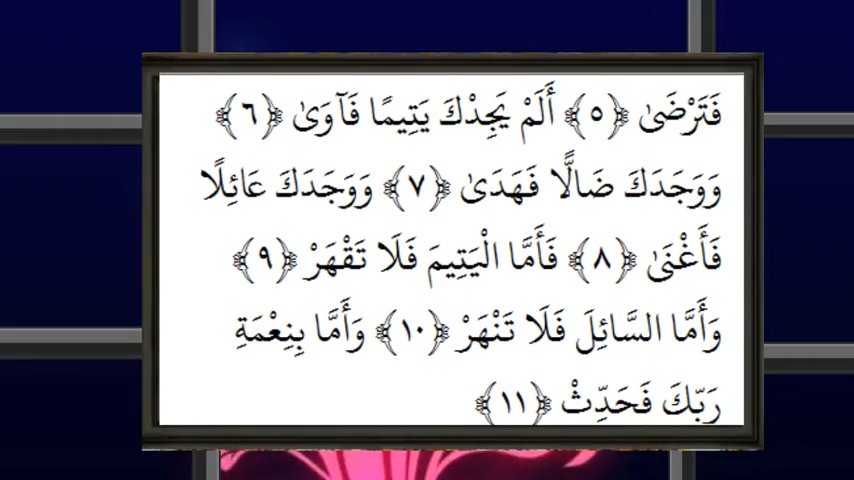 فَتَرْضَىٰ ﴿٥﴾ أَلَمْ يَجِدْكَ يَتِيمًا فَآوَىٰ ﴿٦﴾
وَوَجَدَكَ ضَالًّا فَهَدَىٰ ﴿٧﴾ وَوَجَدَكَ عَائِلًا
فَأَغْنَىٰ ﴿٨﴾ فَأَمَّا الْيَتِيمَ فَلَا تَقْهَرْ ﴿٩﴾
وَأَمَّا السَّائِلَ فَلَا تَنْهَرْ ﴿١٠﴾ وَأَمَّا بِنِعْمَةِ
رَبِّكَ فَحَدِّثْ ﴿١١﴾